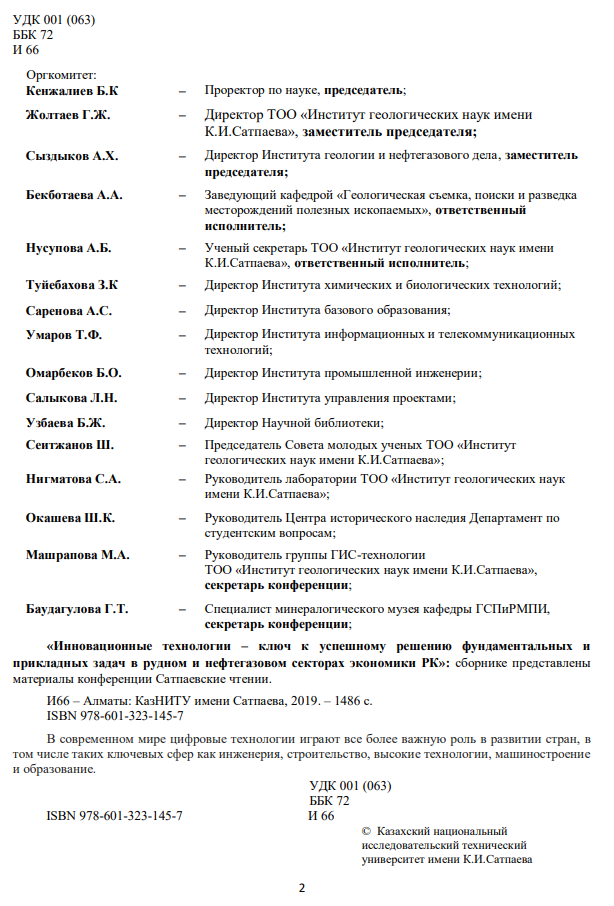 УДК 001 (063)
ББК 72
И 66
Оргкомитет:
Кенжалиев Б.К – Проректор по науке, председатель;
Жолтаев Г.Ж. – Директор ТОО «Институт геологических наук имени
К.И.Сатпаева», заместитель председателя;
Сыздыков А.Х. – Директор Института геологии и нефтегазового дела, заместитель
председателя;
Бекботаева А.А. – Заведующий кафедрой «Геологическая съемка, поиски и разведка
месторождений полезных ископаемых», ответственный
исполнитель;
Нусупова А.Б. – Ученый секретарь ТОО «Институт геологических наук имени
К.И.Сатпаева», ответственный исполнитель;
Туйебахова З.К – Директор Института химических и биологических технологий;
Саренова А.С. – Директор Института базового образования;
Умаров Т.Ф. – Директор Института информационных и телекоммуникационных
технологий;
Омарбеков Б.О. – Директор Института промышленной инженерии;
Салыкова Л.Н. – Директор Института управления проектами;
Узбаева Б.Ж. – Директор Научной библиотеки;
Сеитжанов Ш. – Председатель Совета молодых ученых ТОО «Институт
геологических наук имени К.И.Сатпаева»;
Нигматова С.А. – Руководитель лаборатории ТОО «Институт геологических наук
имени К.И.Сатпаева»;
Окашева Ш.К. – Руководитель Центра исторического наследия Департамент по
студентским вопросам;
Машрапова М.А. – Руководитель группы ГИС-технологии
ТОО «Институт геологических наук имени К.И.Сатпаева»,
секретарь конференции;
Баудагулова Г.Т. – Специалист минералогического музея кафедры ГСПиРМПИ,
секретарь конференции;
«Инновационные технологии – ключ к успешному решению фундаментальных и
прикладных задач в рудном и нефтегазовом секторах экономики РК»: сборнике представлены
материалы конференции Сатпаевские чтении.
И66 – Алматы: КазНИТУ имени Сатпаева, 2019. – 1486 с.
ISBN 978-601-323-145-7
В современном мире цифровые технологии играют все более важную роль в развитии стран, в
том числе таких ключевых сфер как инженерия, строительство, высокие технологии, машиностроение
и образование.
УДК 001 (063)
ББК 72
ISBN 978-601-323-145-7 И 66
© Казахский национальный
исследовательский технический
университет имени К.И.Сатпаева
2